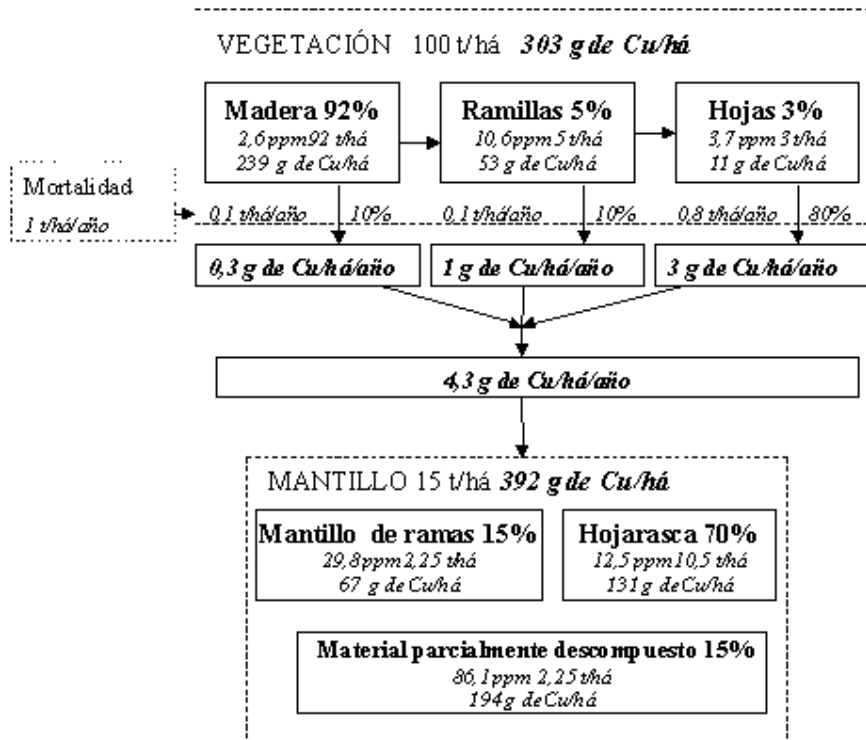 VEGETACIÓN 100 t/há 303 g de Cu/há
Madera 92%
2,6 ppm 92 t/há
239 g de Cu/há
Ramillas 5%
10,6 ppm 5 t/há
53 g de Cu/há
Hojas 3%
3,7 ppm 3 t/há
11 g de Cu/há
Mortalidad
1 t/há/año
0,1 t/há/año 10%
0,1 t/há/año 10%
0,8 t/há/año 80%
0,3 g de Cu/há/año
1 g de Cu/há/año
3 g de Cu/há/año
4,3 g de Cu/há/año
MANTILLO 15 t/há 392 g de Cu/há
Mantillo de ramas 15%
29,8 ppm 2,25 t/há
67 g de Cu/há
Hojarasca 70%
12,5 ppm 10,5 t/há
131 g de Cu/há
Material parcialmente descompuesto 15%
86,1 ppm 2,25 t/há
194 g de Cu/há